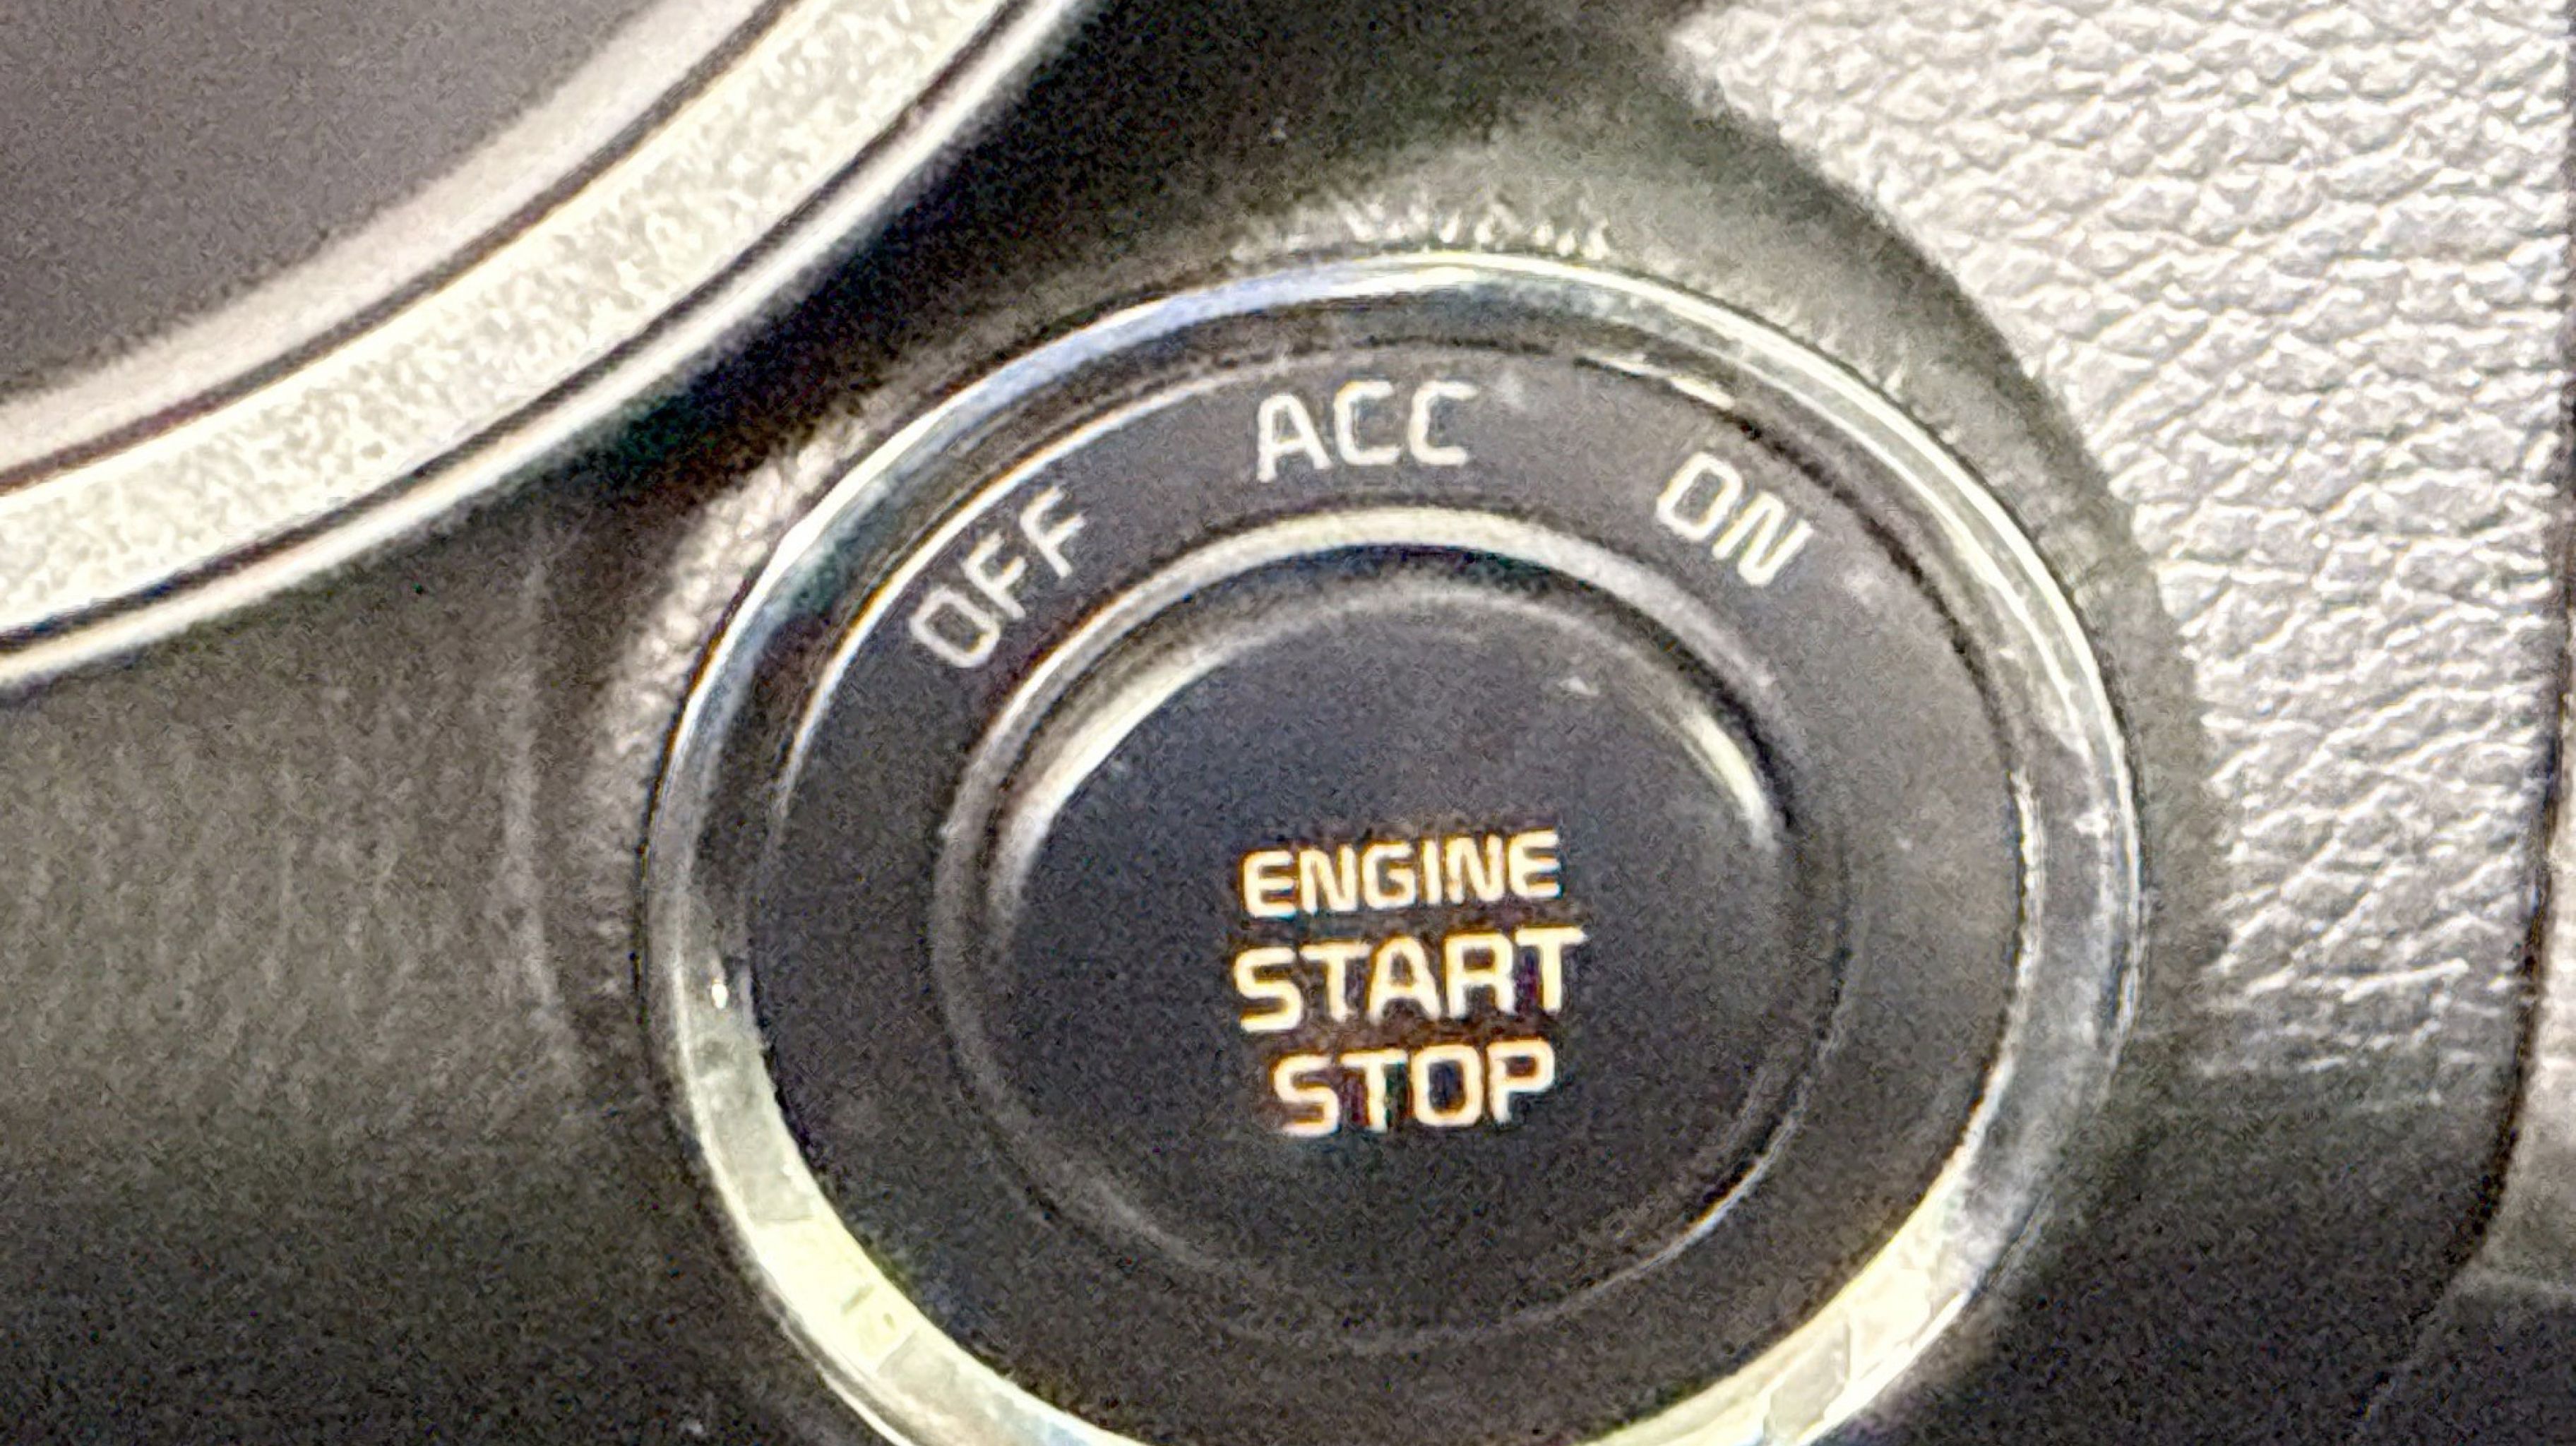 OFF ACC ON
ENGINE
START
STOP